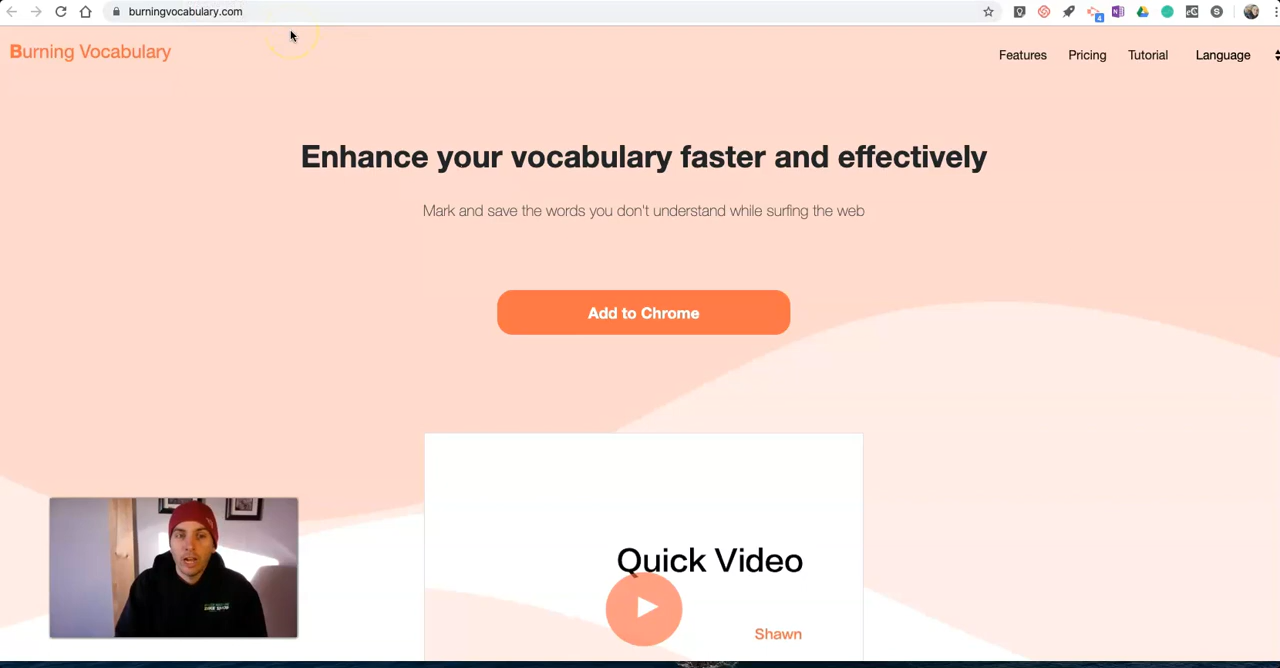 burningvocabulary.com
4
Burning Vocabulary
Features
Pricing
Tutorial
Language
Enhance your vocabulary faster and effectively
Mark and save the words you don't understand while surfing the web
Add to Chrome
Quick Video
Shawn